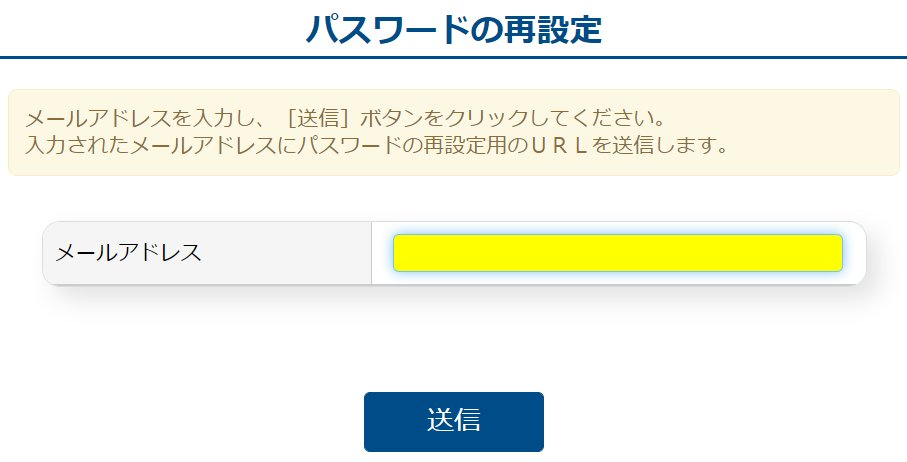 パスワードの再設定
メールアドレスを入力し、［送信］ボタンをクリックしてください。
入力されたメールアドレスにパスワードの再設定用のＵＲＬを送信します。
メールアドレス
送信